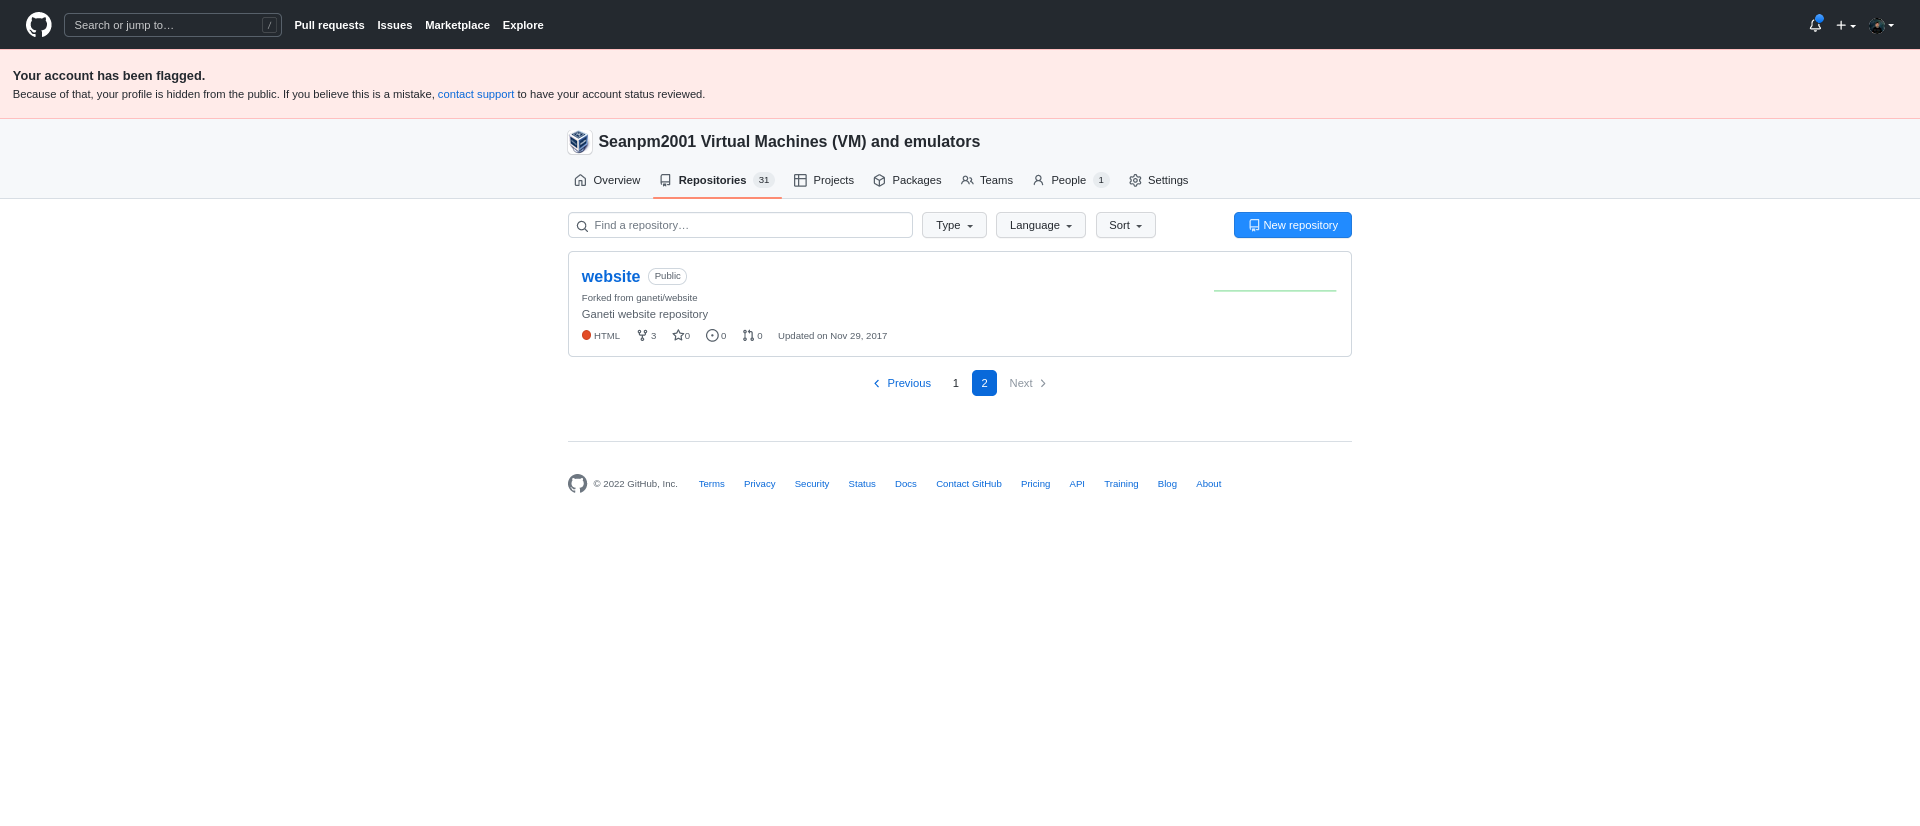 Search or jump to… /
Pull requests Issues Marketplace Explore
Your account has been flagged.
Because of that, your profile is hidden from the public. If you believe this is a mistake, contact support to have your account status reviewed.
Seanpm2001 Virtual Machines (VM) and emulators
Overview Repositories 31 Projects Packages Teams People 1 Settings
Find a repository… Type Language Sort New repository
website Public
Forked from ganeti/website
Ganeti website repository
HTML 3 0 0 0 Updated on Nov 29, 2017
Previous 1 2 Next
© 2022 GitHub, Inc. Terms Privacy Security Status Docs Contact GitHub Pricing API Training Blog About